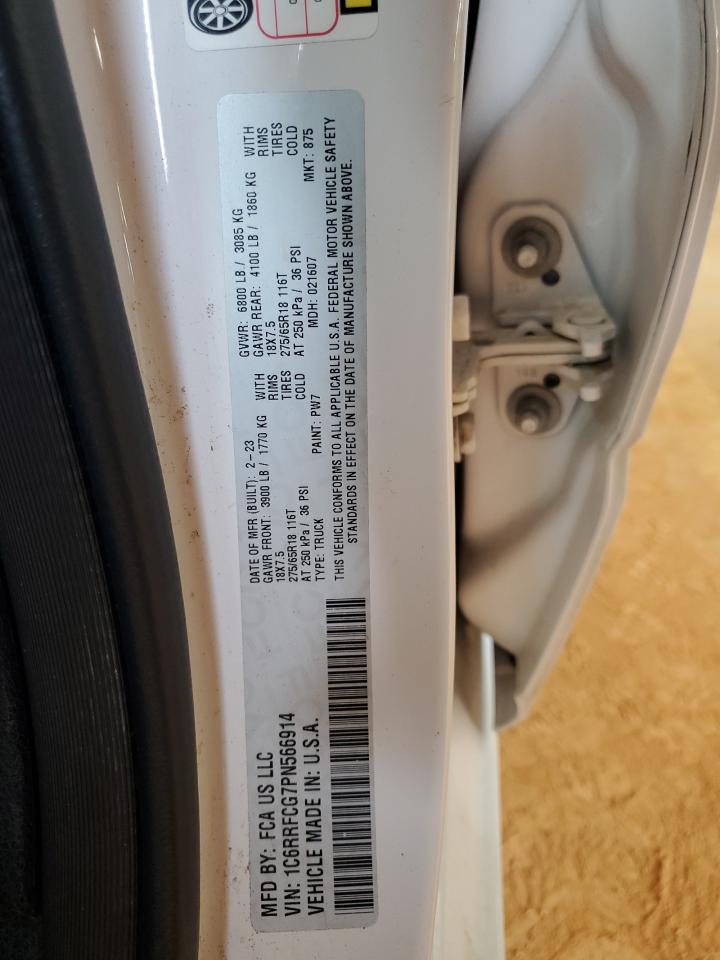 MFD BY: FCA US LLC
VIN: 1C6RRFCG7PN566914
VEHICLE MADE IN: U.S.A.
DATE OF MFR (BUILT): 2-23 GVWR: 6800 LB / 3085 KG
GAWR FRONT: 3900 LB / 1770 KG WITH GAWR REAR: 4100 LB / 1860 KG WITH
18X7.5 RIMS 18X7.5 RIMS
275/65R18 116T TIRES 275/65R18 116T TIRES
AT 250 kPa / 36 PSI COLD AT 250 kPa / 36 PSI COLD
TYPE: TRUCK PAINT: PW7 MDH: 021607 MKT: 875
THIS VEHICLE CONFORMS TO ALL APPLICABLE U.S.A. FEDERAL MOTOR VEHICLE SAFETY
STANDARDS IN EFFECT ON THE DATE OF MANUFACTURE SHOWN ABOVE.